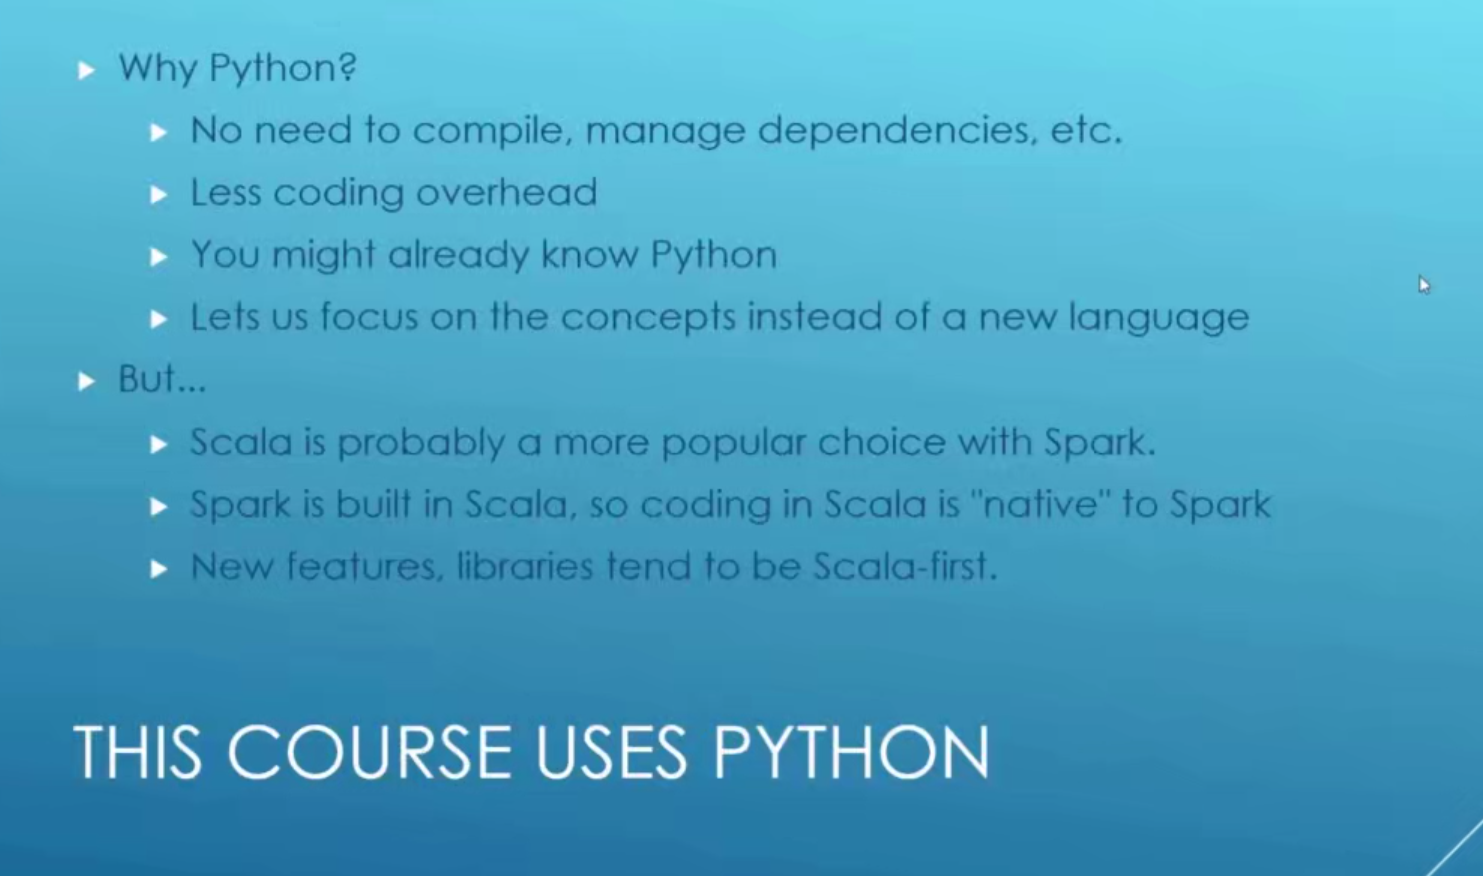 Why Python?
No need to compile, manage dependencies, etc.
Less coding overhead
You might already know Python
Lets us focus on the concepts instead of a new language
But...
Scala is probably a more popular choice with Spark.
Spark is built in Scala, so coding in Scala is "native" to Spark
New features, libraries tend to be Scala-first.
THIS COURSE USES PYTHON